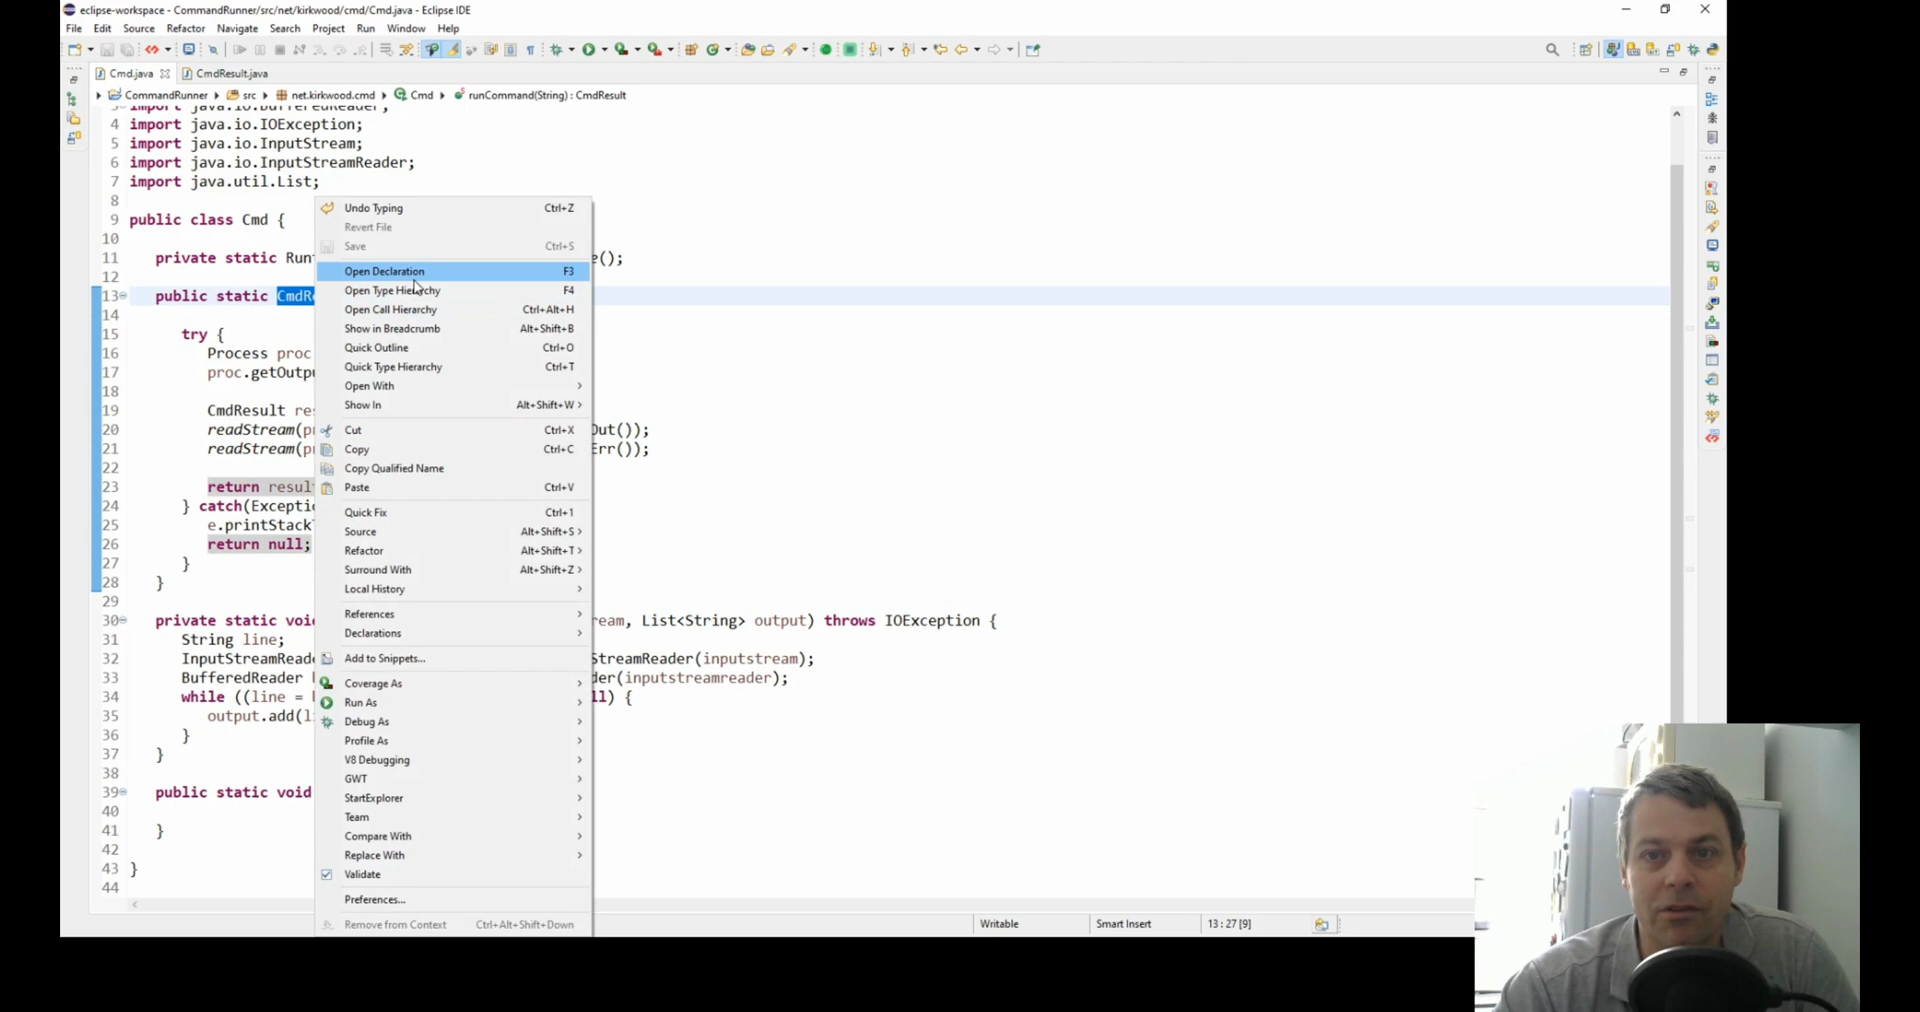 eclipse-workspace - CommandRunner/src/net/kirkwood/cmd/Cmd.java - Eclipse IDE
File Edit Source Refactor Navigate Search Project Run Window Help
Cmd.java CmdResult.java
CommandRunner src net.kirkwood.cmd Cmd runCommand(String) : CmdResult
3 import java.io.BufferedReader;
4 import java.io.IOException;
5 import java.io.InputStream;
6 import java.io.InputStreamReader;
7 import java.util.List;
8
9 public class Cmd {
10
11 private static Run e();
12
13 public static CmdR
14
15 try {
16 Process proc
17 proc.getOutp
18
19 CmdResult res
20 readStream(p Out());
21 readStream(p Err());
22
23 return resul
24 } catch(Excepti
25 e.printStack
26 return null;
27 }
28 }
29
30 private static voi ream, List<String> output) throws IOException {
31 String line;
32 InputStreamRead StreamReader(inputstream);
33 BufferedReader der(inputstreamreader);
34 while ((line = ll) {
35 output.add(l
36 }
37 }
38
39 public static void
40
41 }
42
43 }
44
Undo Typing Ctrl+Z
Revert File
Save Ctrl+S
Open Declaration F3
Open Type Hierarchy F4
Open Call Hierarchy Ctrl+Alt+H
Show in Breadcrumb Alt+Shift+B
Quick Outline Ctrl+O
Quick Type Hierarchy Ctrl+T
Open With
Show In Alt+Shift+W
Cut Ctrl+X
Copy Ctrl+C
Copy Qualified Name
Paste Ctrl+V
Quick Fix Ctrl+1
Source Alt+Shift+S
Refactor Alt+Shift+T
Surround With Alt+Shift+Z
Local History
References
Declarations
Add to Snippets...
Coverage As
Run As
Debug As
Profile As
V8 Debugging
GWT
StartExplorer
Team
Compare With
Replace With
Validate
Preferences...
Remove from Context Ctrl+Alt+Shift+Down
Writable Smart Insert 13 : 27 [9]